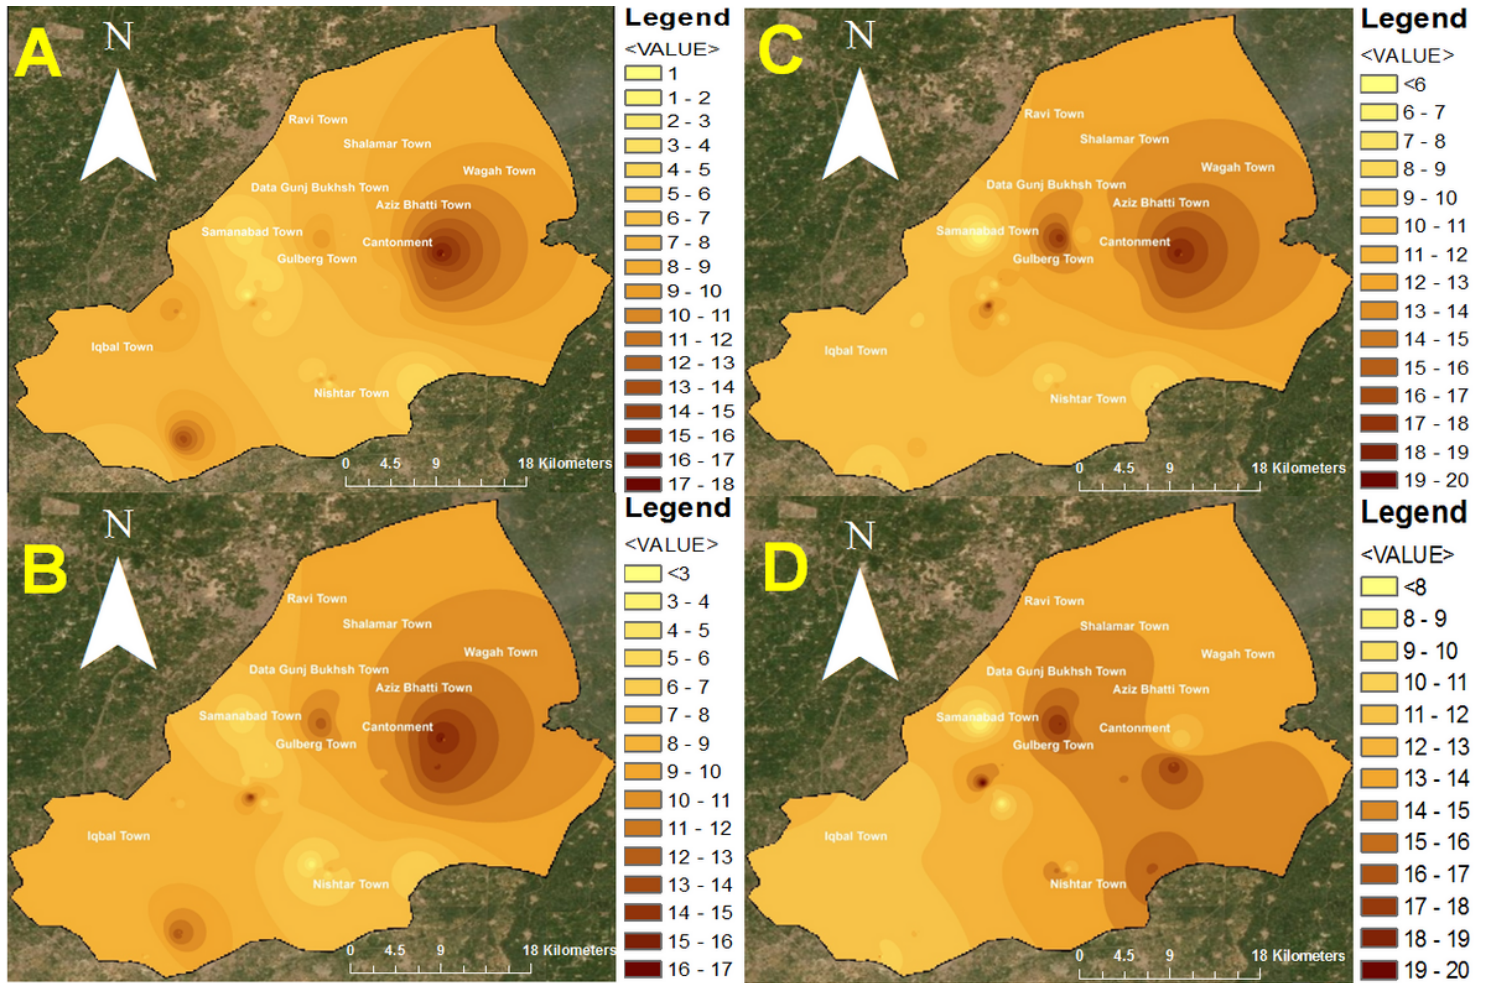 A
N
Ravi Town
Shalamar Town
Wagah Town
Data Gunj Bukhsh Town
Aziz Bhatti Town
Samanabad Town
Cantonment
Gulberg Town
Iqbal Town
Nishtar Town
0 4.5 9 18 Kilometers
Legend
<VALUE>
1
1 - 2
2 - 3
3 - 4
4 - 5
5 - 6
6 - 7
7 - 8
8 - 9
9 - 10
10 - 11
11 - 12
12 - 13
13 - 14
14 - 15
15 - 16
16 - 17
17 - 18
C
N
Ravi Town
Shalamar Town
Wagah Town
Data Gunj Bukhsh Town
Aziz Bhatti Town
Samanabad Town
Cantonment
Gulberg Town
Iqbal Town
Nishtar Town
0 4.5 9 18 Kilometers
Legend
<VALUE>
<6
6 - 7
7 - 8
8 - 9
9 - 10
10 - 11
11 - 12
12 - 13
13 - 14
14 - 15
15 - 16
16 - 17
17 - 18
18 - 19
19 - 20
B
N
Ravi Town
Shalamar Town
Wagah Town
Data Gunj Bukhsh Town
Aziz Bhatti Town
Samanabad Town
Cantonment
Gulberg Town
Iqbal Town
Nishtar Town
0 4.5 9 18 Kilometers
Legend
<VALUE>
<3
3 - 4
4 - 5
5 - 6
6 - 7
7 - 8
8 - 9
9 - 10
10 - 11
11 - 12
12 - 13
13 - 14
14 - 15
15 - 16
16 - 17
D
N
Ravi Town
Shalamar Town
Wagah Town
Data Gunj Bukhsh Town
Aziz Bhatti Town
Samanabad Town
Cantonment
Gulberg Town
Iqbal Town
Nishtar Town
0 4.5 9 18 Kilometers
Legend
<VALUE>
<8
8 - 9
9 - 10
10 - 11
11 - 12
12 - 13
13 - 14
14 - 15
15 - 16
16 - 17
17 - 18
18 - 19
19 - 20